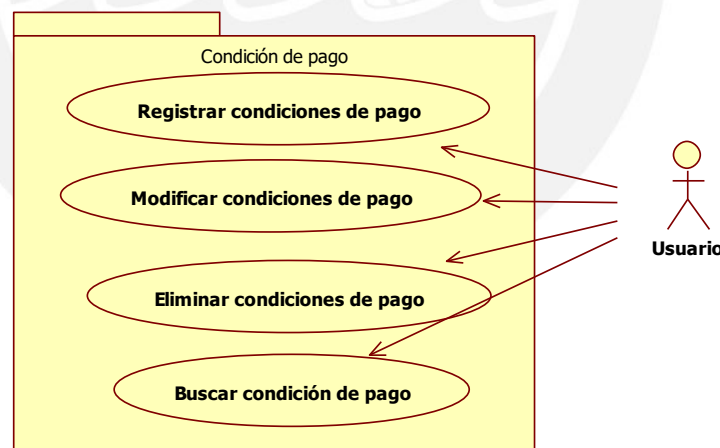 Condición de pago
Registrar condiciones de pago
Modificar condiciones de pago
Usuario
Eliminar condiciones de pago
Buscar condición de pago